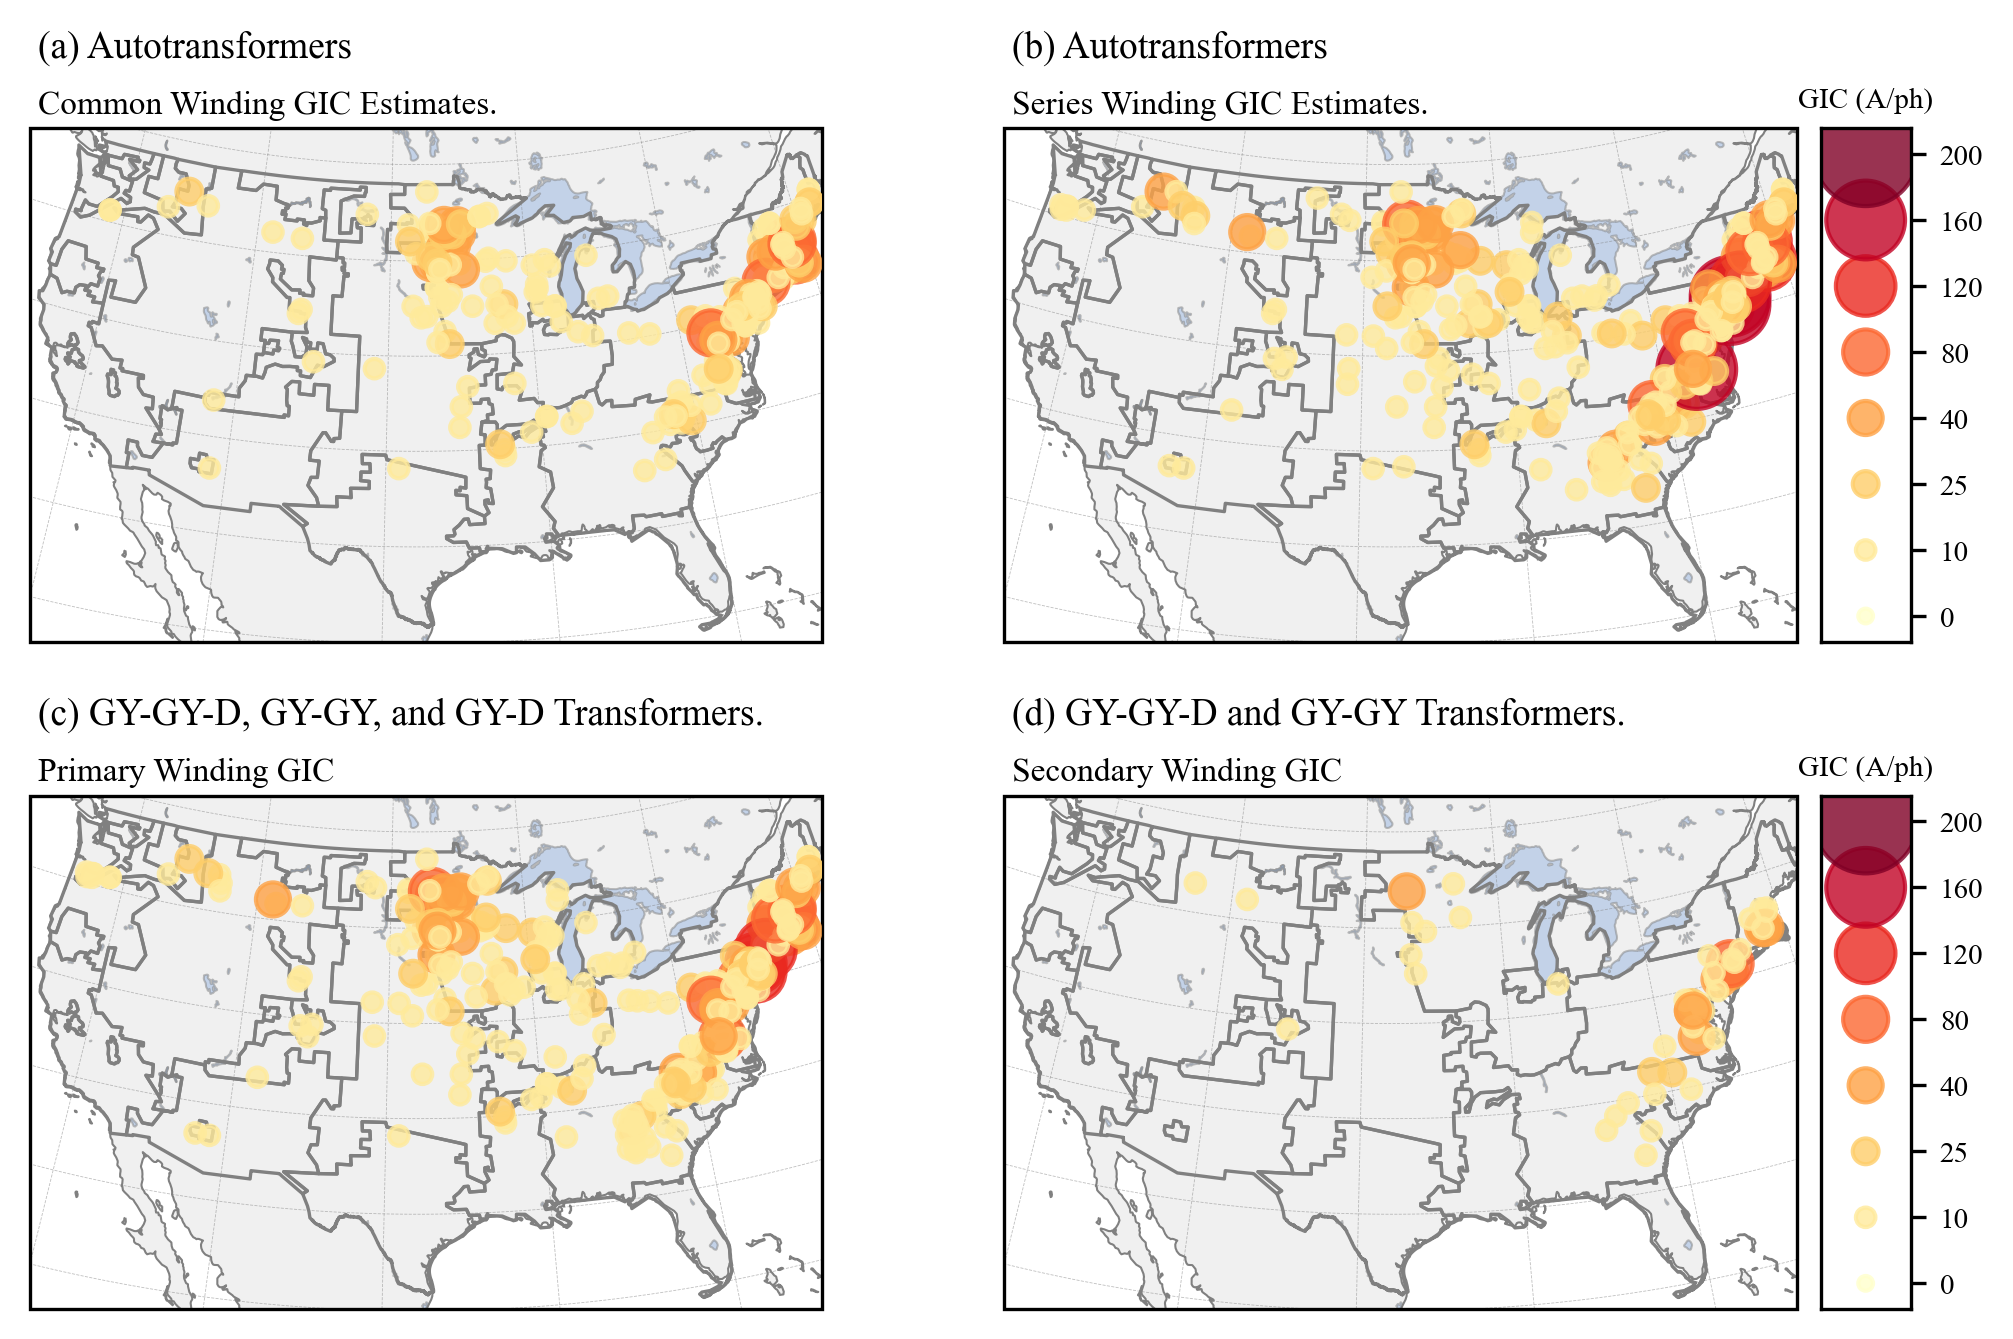 (a) Autotransformers
Common Winding GIC Estimates.
(b) Autotransformers
Series Winding GIC Estimates.
GIC (A/ph)
200
160
120
80
40
25
10
0
(c) GY-GY-D, GY-GY, and GY-D Transformers.
Primary Winding GIC
(d) GY-GY-D and GY-GY Transformers.
Secondary Winding GIC
GIC (A/ph)
200
160
120
80
40
25
10
0